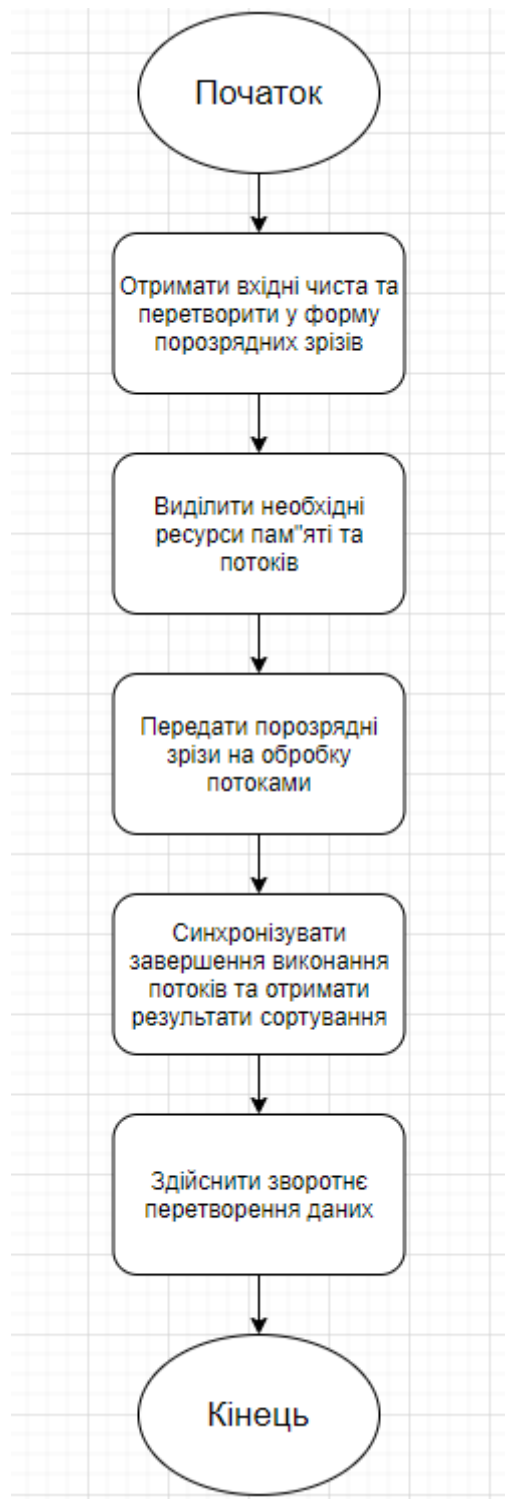 Початок
Отримати вхідні чиста та
перетворити у форму
порозрядних зрізів
Виділити необхідні
ресурси пам"яті та
потоків
Передати порозрядні
зрізи на обробку
потоками
Синхронізувати
завершення виконання
потоків та отримати
результати сортування
Здійснити зворотнє
перетворення даних
Кінець